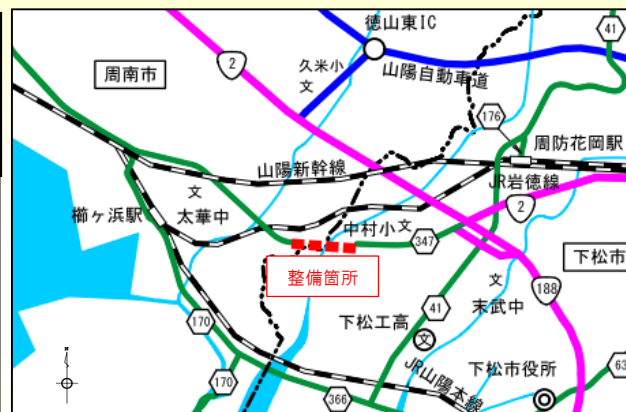 徳山東IC
41
周南市
2
久米小
文
山陽自動車道
176
周防花岡駅
山陽新幹線
JR岩徳線
文
太華中
櫛ヶ浜駅
中村小
文
2
347
整備箇所
下松市
文
末武中
188
170
下松工高
41
文
JR山陽本線
下松市役所
63
170
366